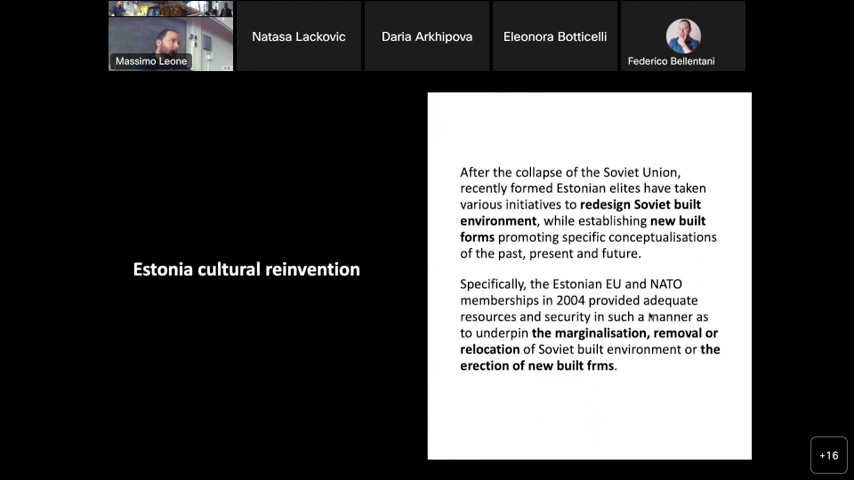 Massimo Leone
Natasa Lackovic
Daria Arkhipova
Eleonora Botticelli
Federico Bellentani
Estonia cultural reinvention
After the collapse of the Soviet Union,
recently formed Estonian elites have taken
various initiatives to redesign Soviet built
environment, while establishing new built
forms promoting specific conceptualisations
of the past, present and future.
Specifically, the Estonian EU and NATO
memberships in 2004 provided adequate
resources and security in such a manner as
to underpin the marginalisation, removal or
relocation of Soviet built environment or the
erection of new built frms.
+16